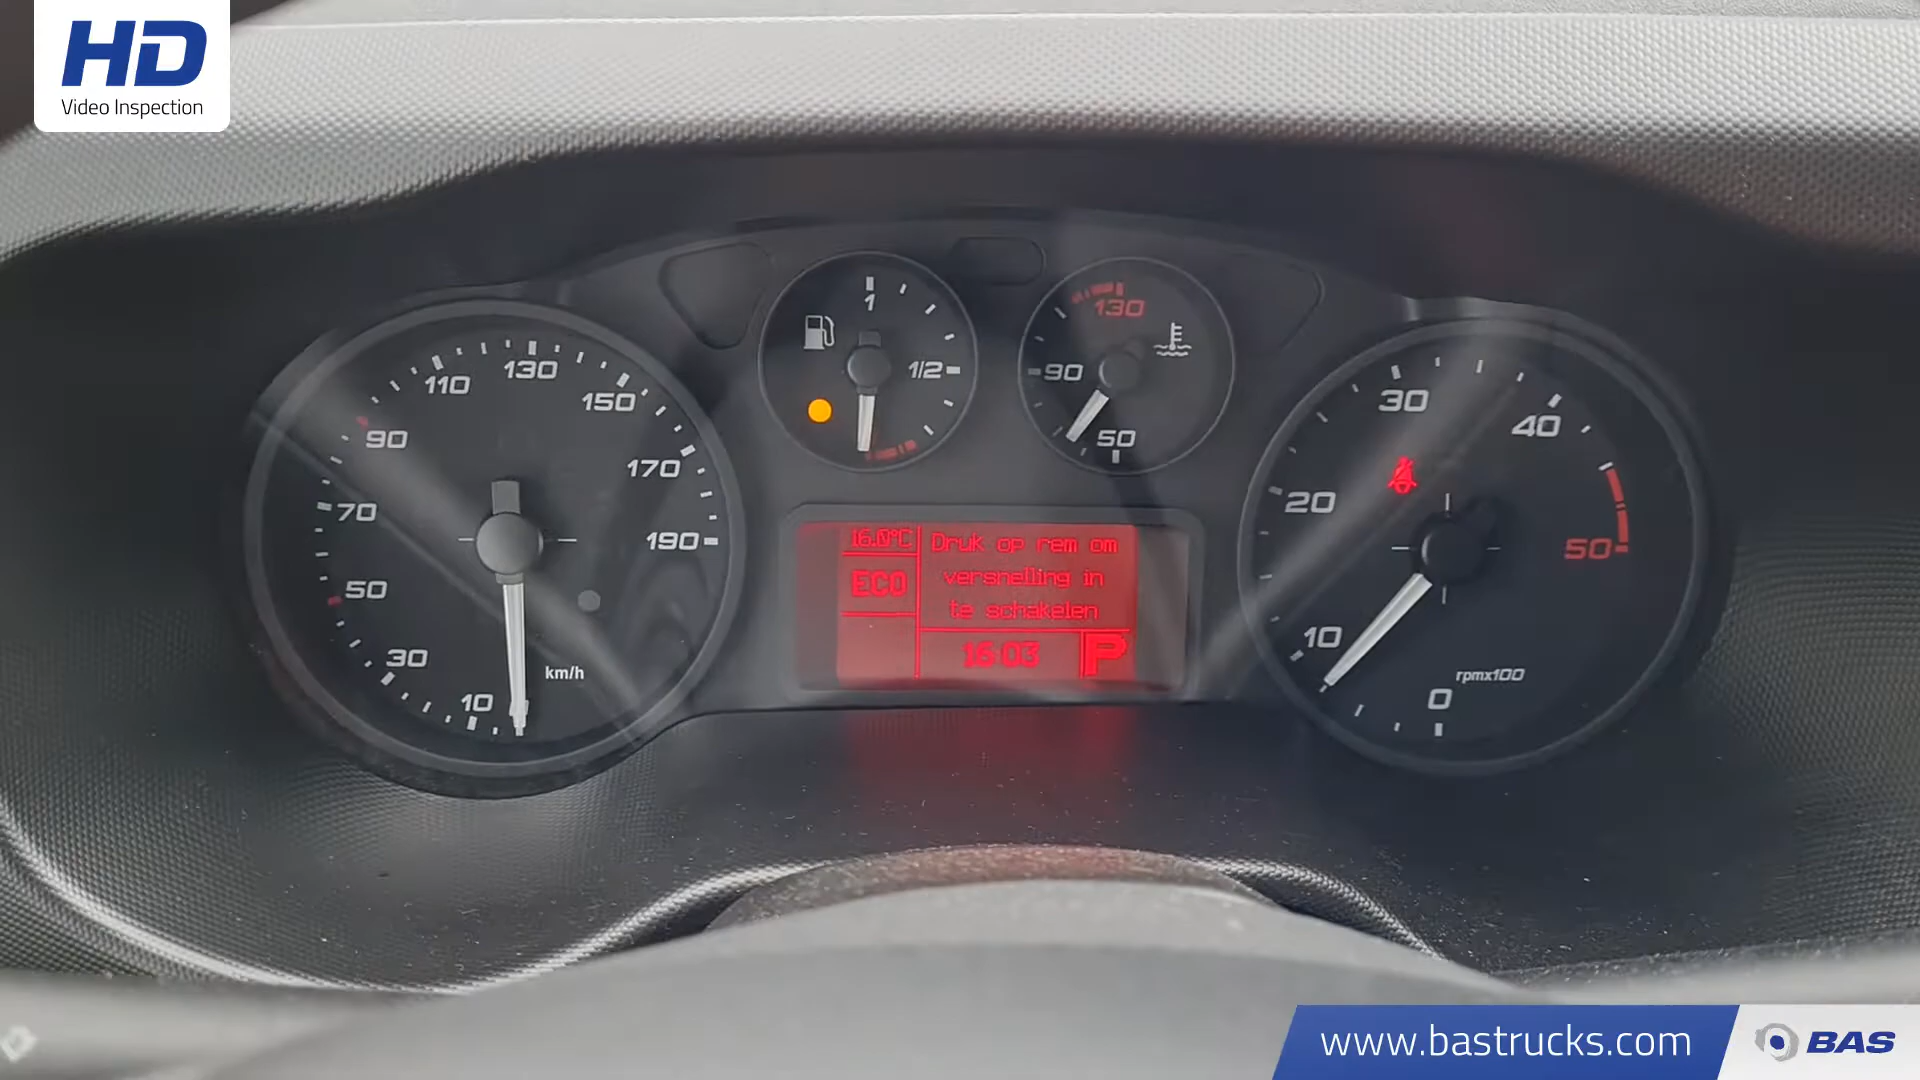 HD
Video Inspection
10
30
50
70
90
110
130
150
170
190
km/h
1
1/2
130
90
50
16.0°C
ECO
Druk op rem om
versnelling in
te schakelen
16:03
P
0
10
20
30
40
50
rpmx100
www.bastrucks.com
BAS